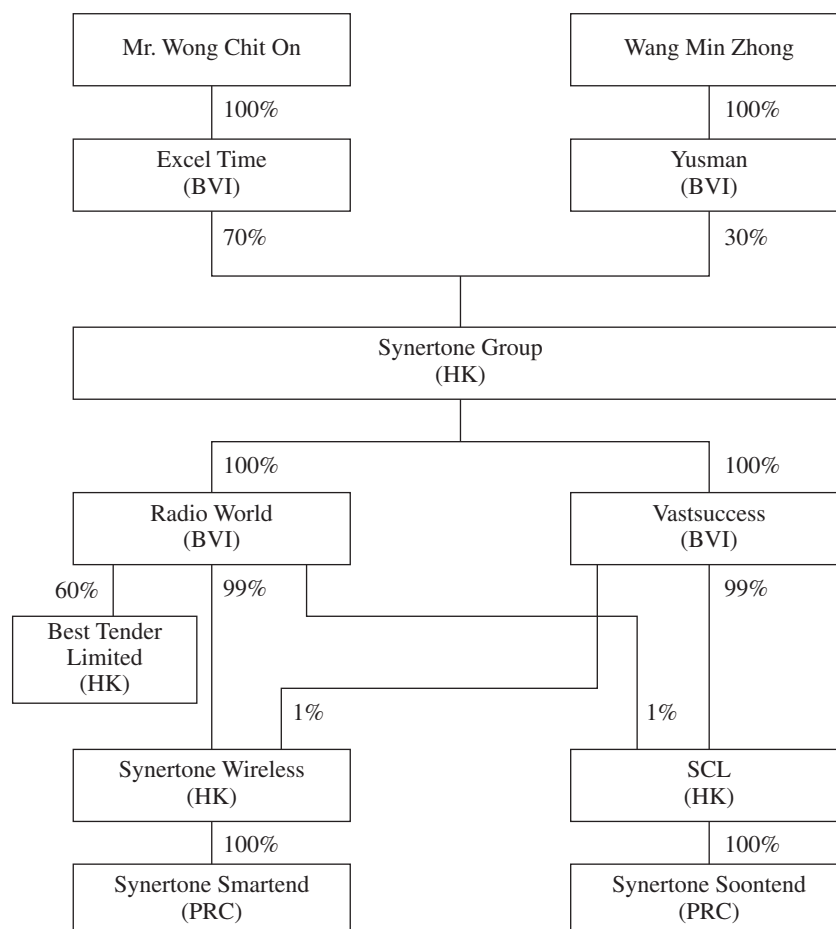 Mr. Wong Chit On
Wang Min Zhong
100%
100%
Excel Time
(BVI)
Yusman
(BVI)
70%
30%
Synertone Group
(HK)
100%
100%
Radio World
(BVI)
Vastsuccess
(BVI)
60%
99%
99%
Best Tender
Limited
(HK)
1%
1%
Synertone Wireless
(HK)
SCL
(HK)
100%
100%
Synertone Smartend
(PRC)
Synertone Soontend
(PRC)